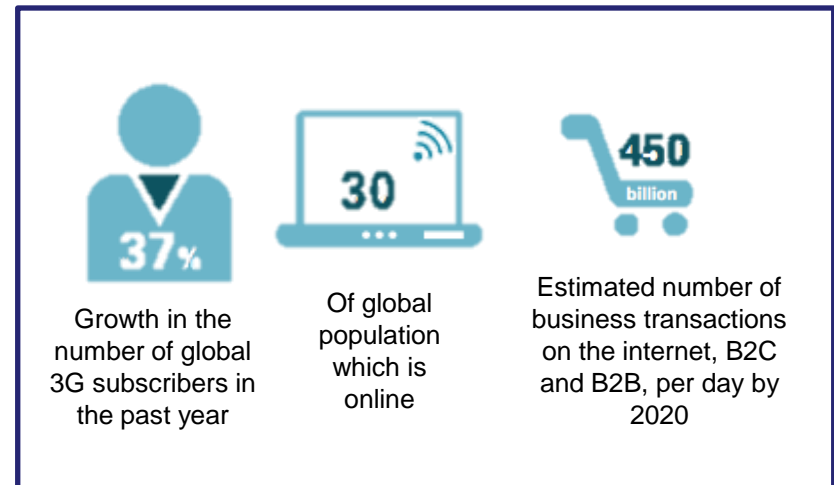 37%
Growth in the
number of global
3G subscribers in
the past year
30
Of global
population
which is
online
450
billion
Estimated number of
business transactions
on the internet, B2C
and B2B, per day by
2020